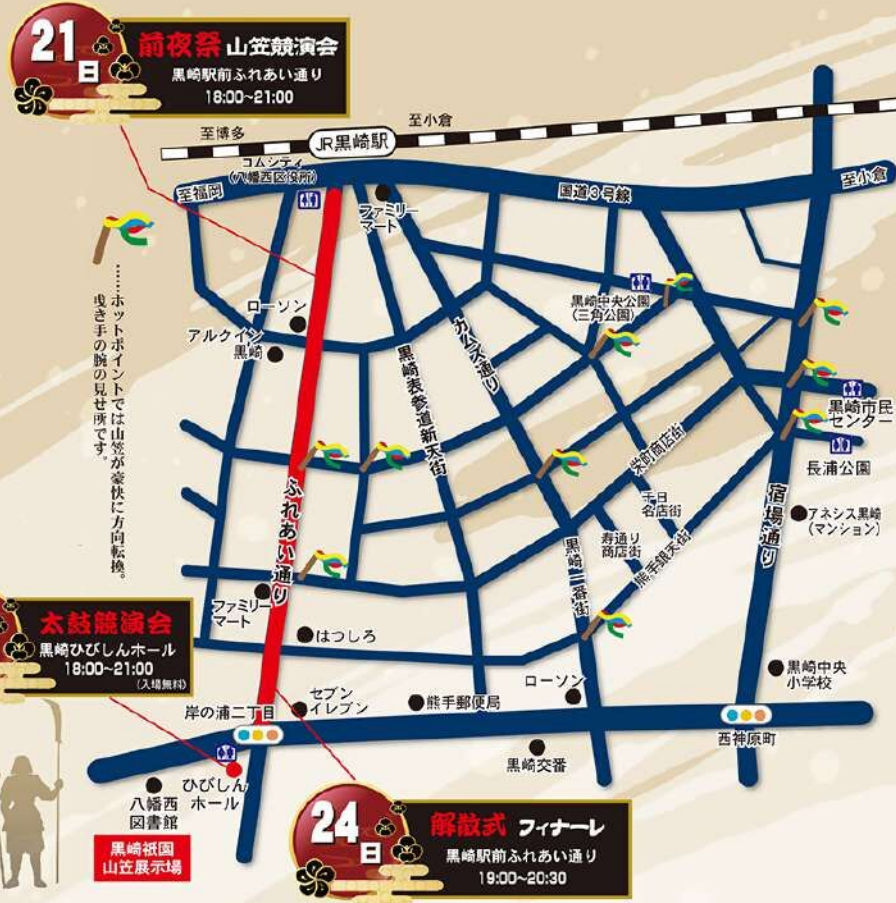 21日
前夜祭 山笠競演会
黒崎駅前ふれあい通り
18:00~21:00
至博多
至小倉
JR黒崎駅
コムシティ
(八幡西区役所)
至福岡
ファミリー
マート
国道3号線
至小倉
……ホットポイントでは山笠が豪快に方向転換。
曳き手の腕の見せ所です。
ローソン
アルクイン
黒崎
黒崎表参道新天街
カムズ通り
黒崎中央公園
(三角公園)
黒崎市民
センター
長浦公園
栄町商店街
千日
名店街
寿通り
商店街
熊手銀天街
黒崎一番街
宿場通り
アネシス黒崎
(マンション)
ふれあい通り
ファミリー
マート
はつしろ
太鼓競演会
黒崎ひびしんホール
18:00~21:00
(入場無料)
セブン
イレブン
岸の浦二丁目
熊手郵便局
ローソン
黒崎中央
小学校
西神原町
黒崎交番
ひびしん
ホール
八幡西
図書館
黒崎祇園
山笠展示場
24日
解散式 フィナーレ
黒崎駅前ふれあい通り
19:00~20:30